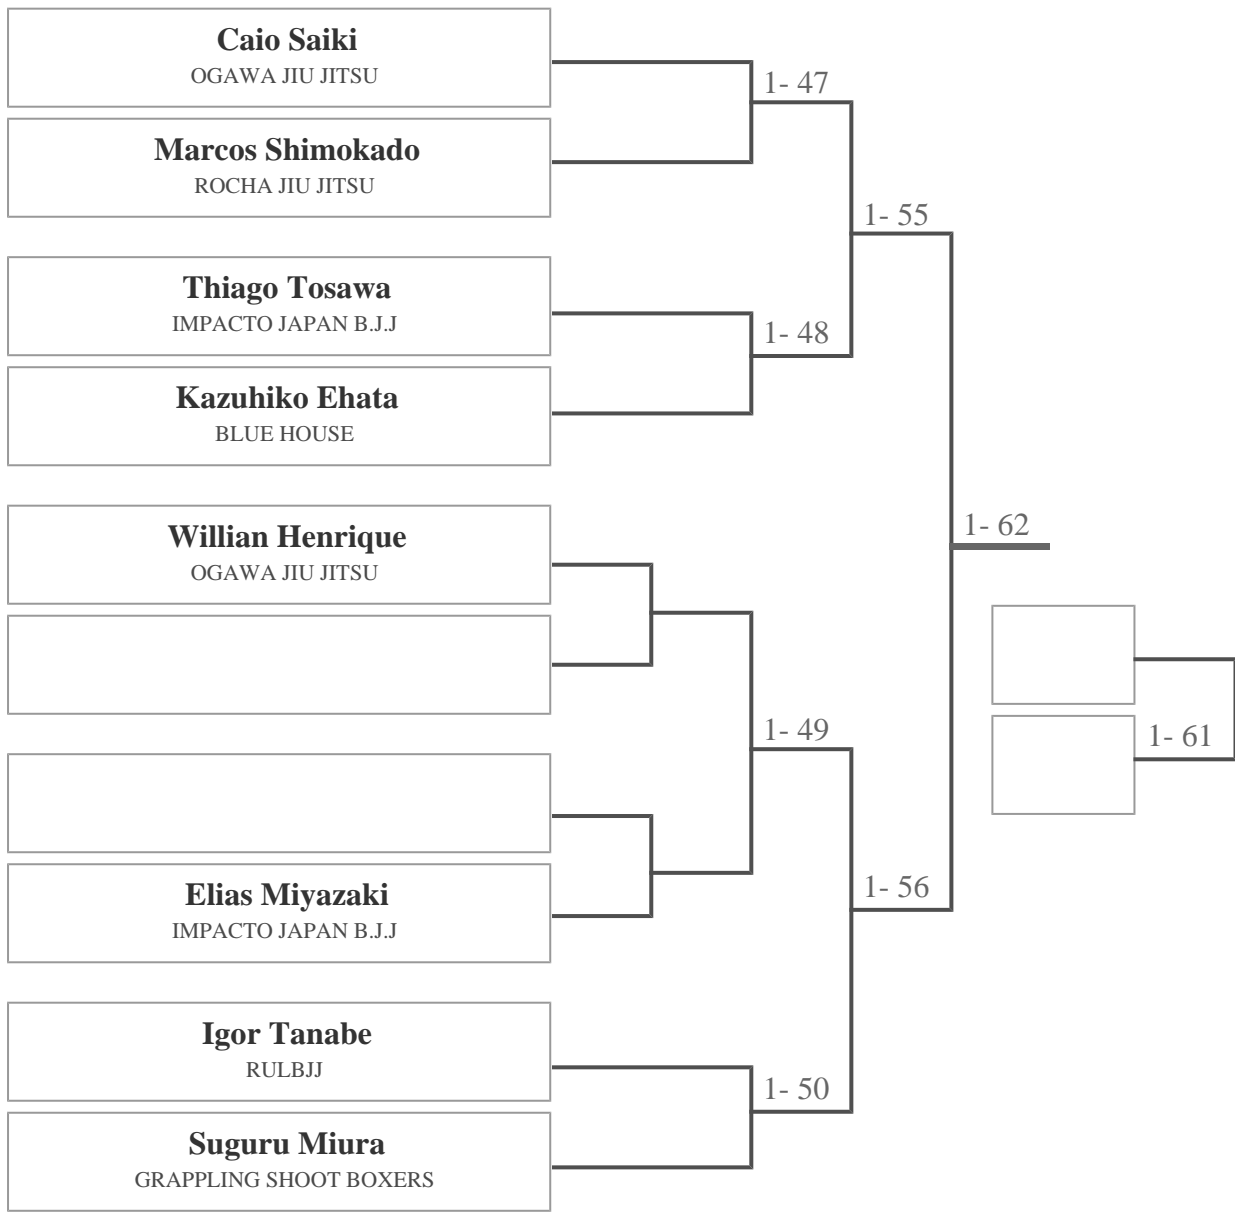 Caio Saiki
OGAWA JIU JITSU
1- 47
Marcos Shimokado
ROCHA JIU JITSU
1- 55
Thiago Tosawa
IMPACTO JAPAN B.J.J
1- 48
Kazuhiko Ehata
BLUE HOUSE
Willian Henrique
OGAWA JIU JITSU
1- 62
1- 49
1- 61
Elias Miyazaki
IMPACTO JAPAN B.J.J
1- 56
Igor Tanabe
RULBJJ
1- 50
Suguru Miura
GRAPPLING SHOOT BOXERS